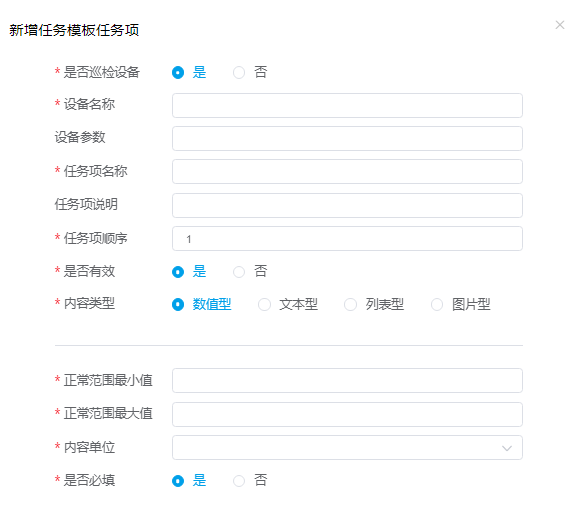 新增任务模板任务项
* 是否巡检设备 是 否
* 设备名称
设备参数
* 任务项名称
任务项说明
* 任务项顺序 1
* 是否有效 是 否
* 内容类型 数值型 文本型 列表型 图片型
* 正常范围最小值
* 正常范围最大值
* 内容单位
* 是否必填 是 否